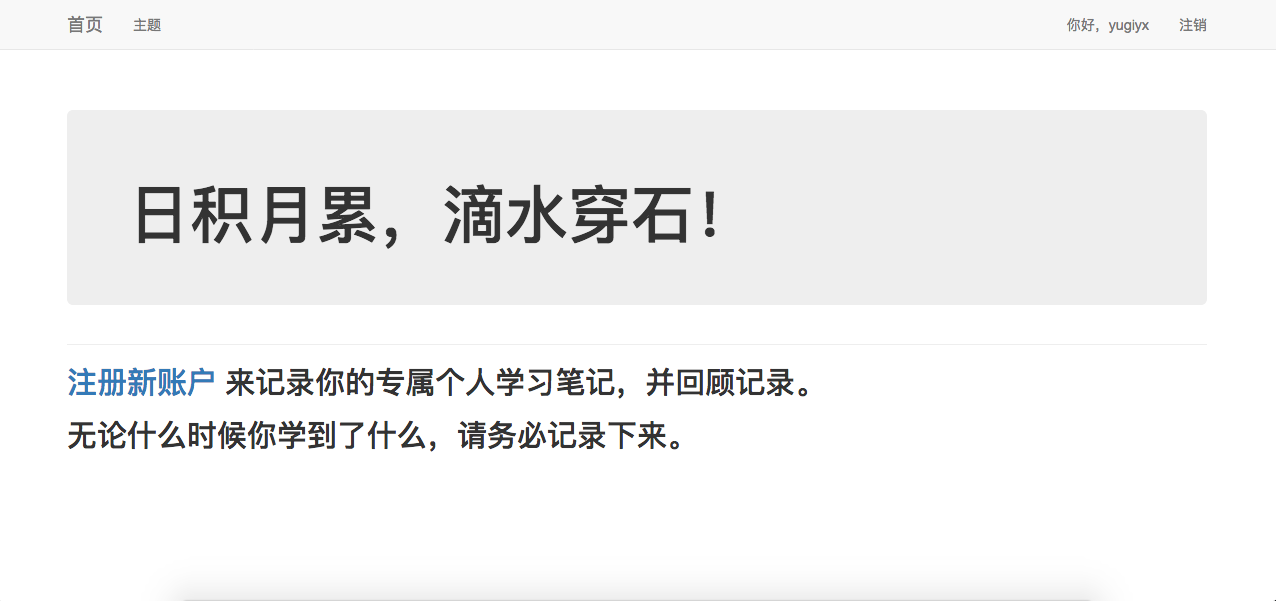 首页 主题 你好，yugiyx 注销
日积月累，滴水穿石！
注册新账户 来记录你的专属个人学习笔记，并回顾记录。
无论什么时候你学到了什么，请务必记录下来。